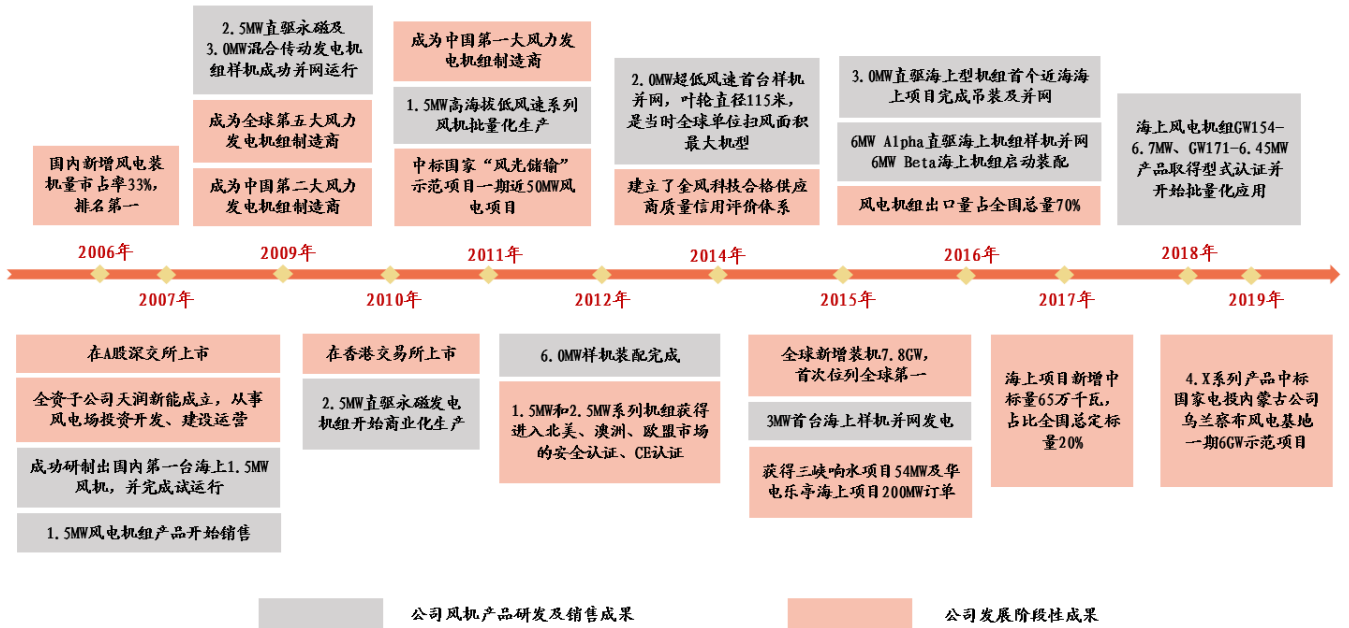 2.5MW直驱永磁及
3.0MW混合传动发电机
组样机成功并网运行
成为全球第五大风力
发电机组制造商
国内新增风电装
机量市占率33%，
排名第一
成为中国第二大风力
发电机组制造商
成为中国第一大风力发
电机组制造商
1.5MW高海拔低风速系列
风机批量化生产
中标国家“风光储输”
示范项目一期近50MW风
电项目
2.0MW超低风速首台样机
并网，叶轮直径115米，
是当时全球单位扫风面积
最大机型
建立了金风科技合格供应
商质量信用评价体系
3.0MW直驱海上型机组首个近海海
上项目完成吊装及并网
6MW Alpha直驱海上机组样机并网
6MW Beta海上机组启动装配
风电机组出口量占全国总量70%
海上风电机组GW154-
6.7MW、GW171-6.45MW
产品取得型式认证并
开始批量化应用
2006年
2009年
2011年
2014年
2016年
2018年
2007年
2010年
2012年
2015年
2017年
2019年
在A股深交所上市
全资子公司天润新能成立，从事
风电场投资开发、建设运营
成功研制出国内第一台海上1.5MW
风机，并完成试运行
1.5MW风电机组产品开始销售
在香港交易所上市
2.5MW直驱永磁发电
机组开始商业化生产
6.0MW样机装配完成
1.5MW和2.5MW系列机组获得
进入北美、澳洲、欧盟市场
的安全认证、CE认证
全球新增装机7.8GW，
首次位列全球第一
3MW首台海上样机并网发电
获得三峡响水项目54MW及华
电乐亭海上项目200MW订单
海上项目新增中
标量65万千瓦，
占比全国总定标
量20%
4.X系列产品中标
国家电投内蒙古公司
乌兰察布风电基地
一期6GW示范项目
公司风机产品研发及销售成果
公司发展阶段性成果